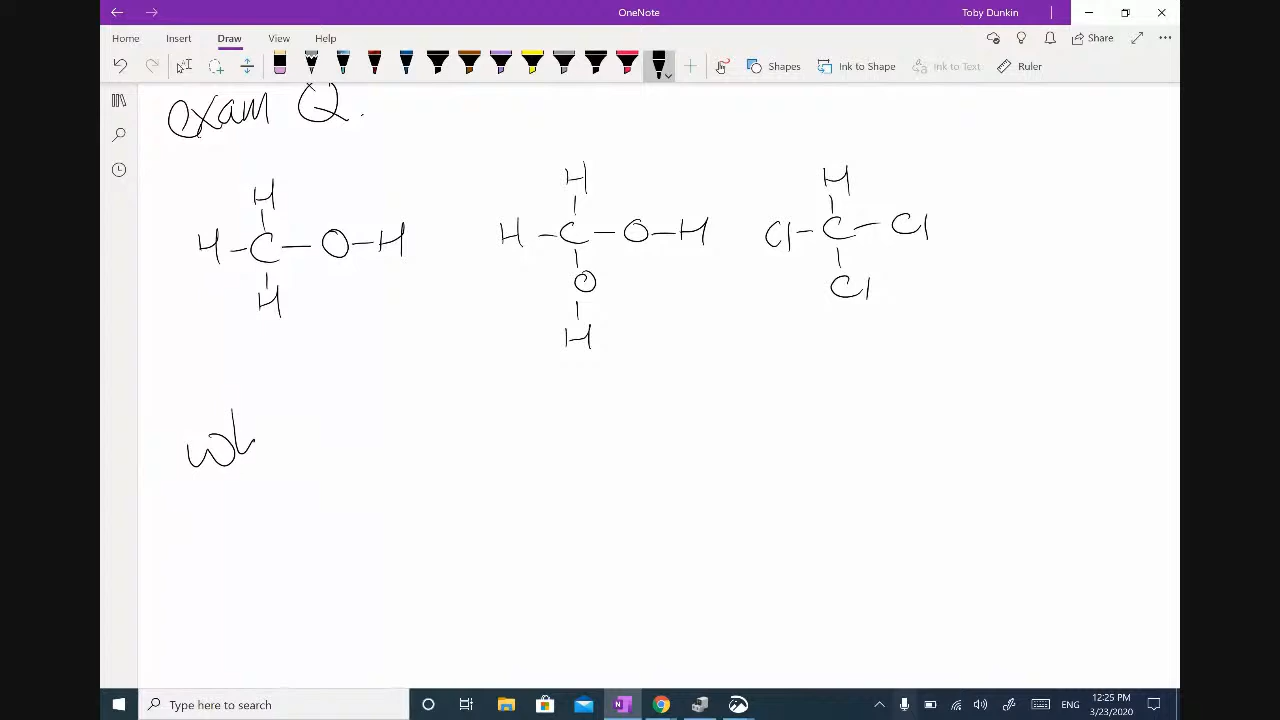 OneNote
Toby Dunkin
Home Insert Draw View Help
Share
Shapes Ink to Shape Ink to Text Ruler
exam Q.
H H H
H-C-O-H H-C-O-H Cl-C-Cl
H O Cl
H
wh
Type here to search
ENG
12:25 PM
3/23/2020